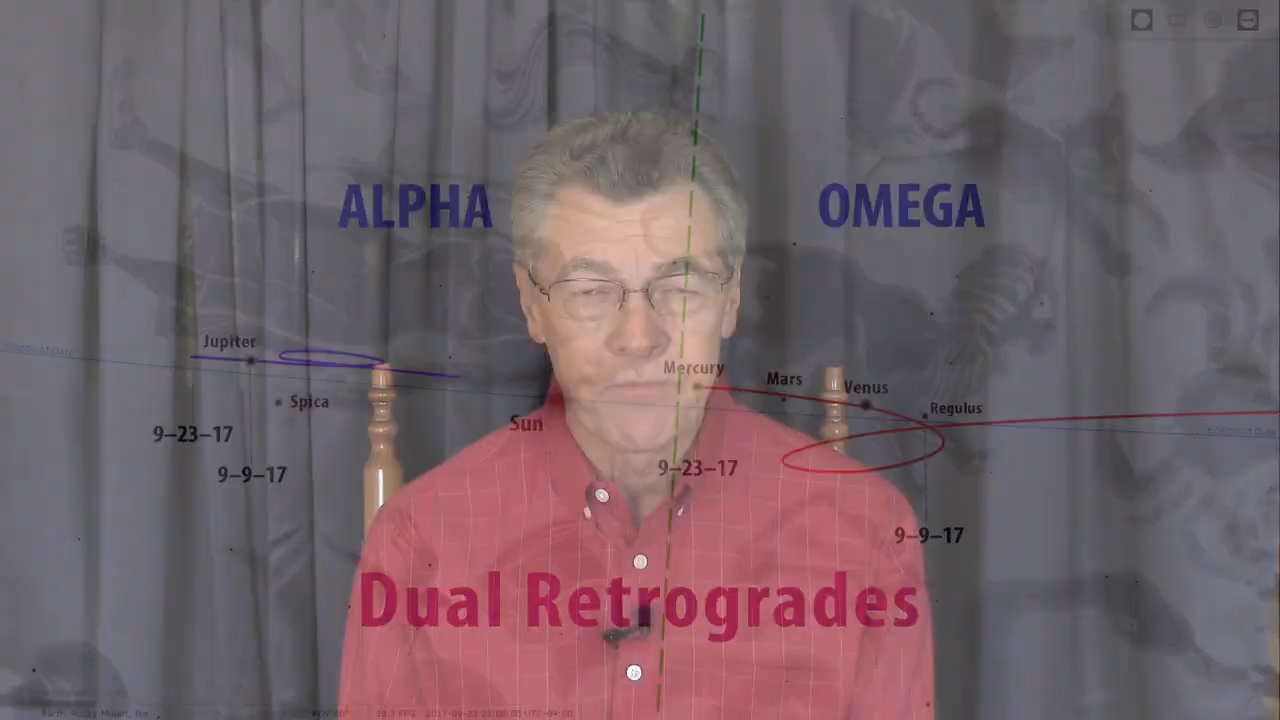 ALPHA
OMEGA
Jupiter
Mercury
Mars
Venus
Spica
Regulus
Sun
9–23–17
9–23–17
9–9–17
9–9–17
Dual Retrogrades